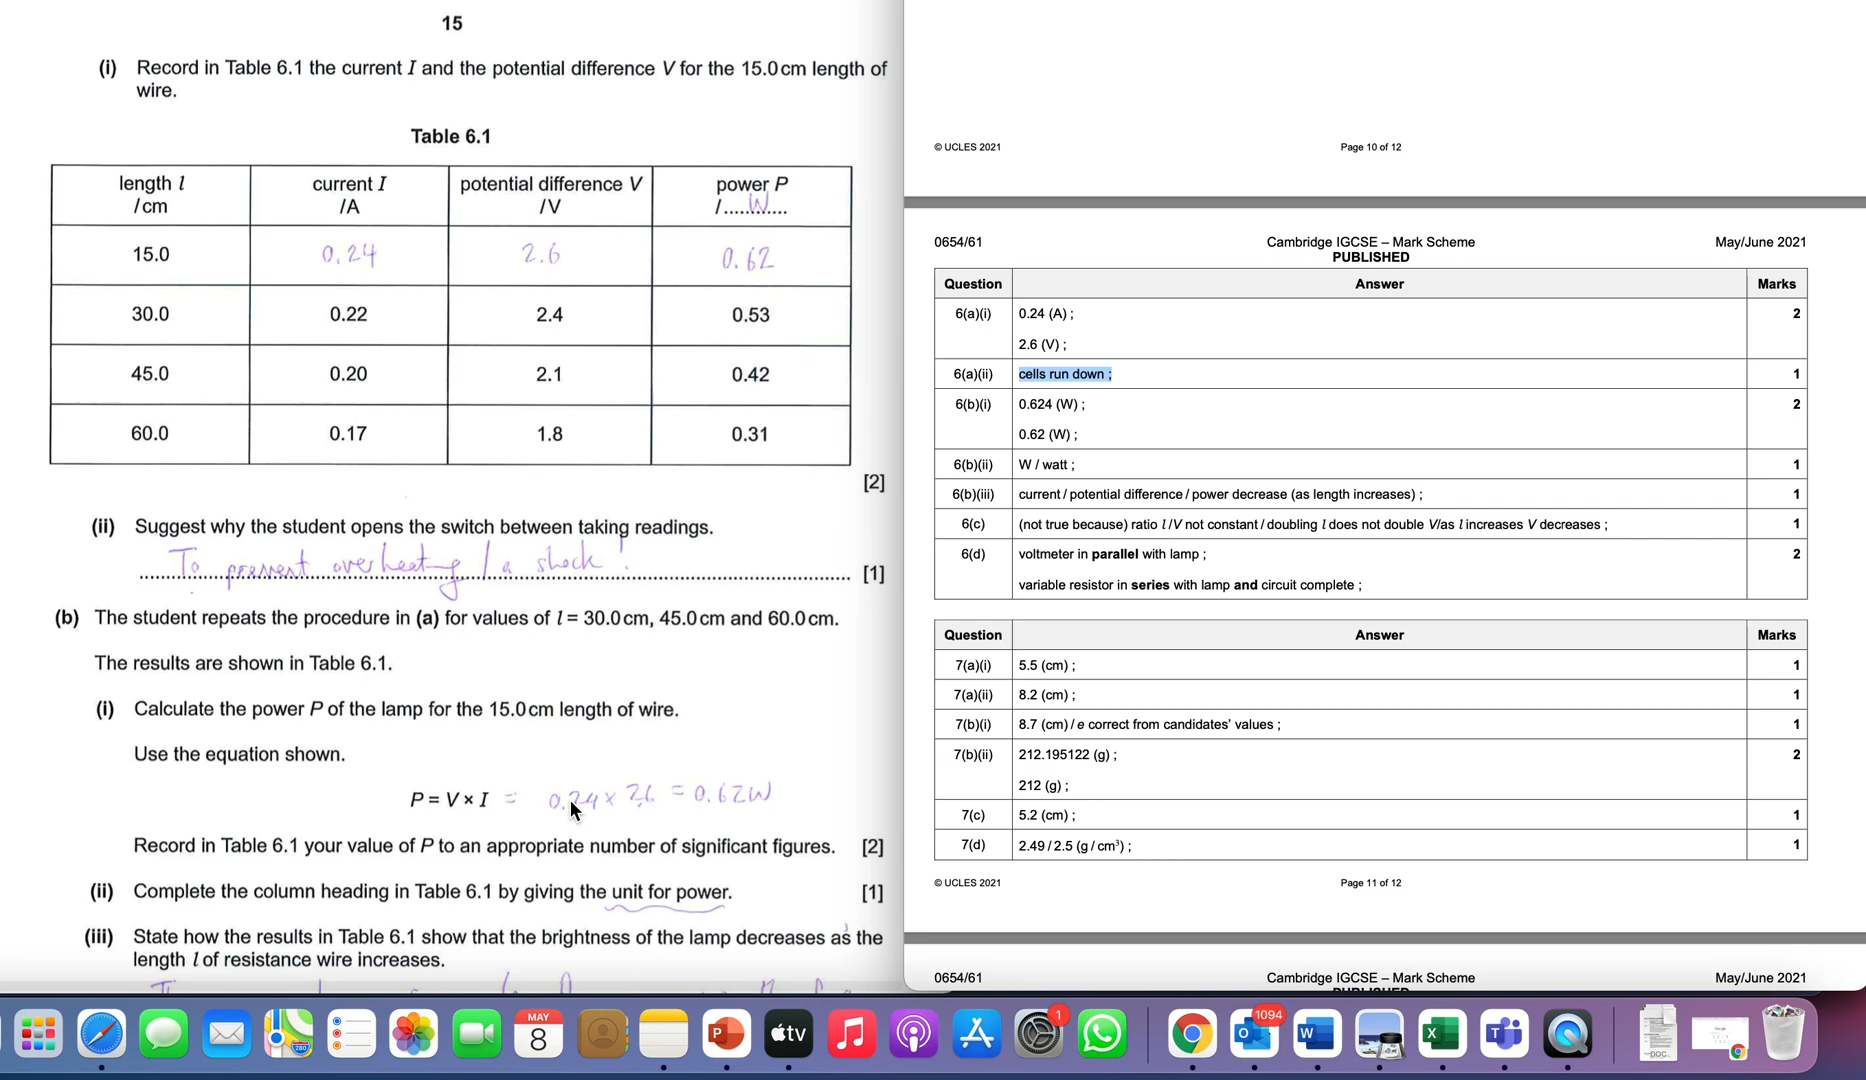 15
(i) Record in Table 6.1 the current I and the potential difference V for the 15.0 cm length of
wire.
Table 6.1
length l /cm | current I /A | potential difference V /V | power P /....W....
15.0 | 0.24 | 2.6 | 0.62
30.0 | 0.22 | 2.4 | 0.53
45.0 | 0.20 | 2.1 | 0.42
60.0 | 0.17 | 1.8 | 0.31
[2]
(ii) Suggest why the student opens the switch between taking readings.
To prevent overheating / a shock!
[1]
(b) The student repeats the procedure in (a) for values of l = 30.0 cm, 45.0 cm and 60.0 cm.
The results are shown in Table 6.1.
(i) Calculate the power P of the lamp for the 15.0 cm length of wire.
Use the equation shown.
P = V × I = 0.24 × 2.6 = 0.62W
Record in Table 6.1 your value of P to an appropriate number of significant figures. [2]
(ii) Complete the column heading in Table 6.1 by giving the unit for power. [1]
(iii) State how the results in Table 6.1 show that the brightness of the lamp decreases as the
length l of resistance wire increases.
© UCLES 2021 Page 10 of 12
0654/61 Cambridge IGCSE – Mark Scheme May/June 2021
PUBLISHED
Question Answer Marks
6(a)(i) 0.24 (A) ; 2
2.6 (V) ;
6(a)(ii) cells run down ; 1
6(b)(i) 0.624 (W) ; 2
0.62 (W) ;
6(b)(ii) W / watt ; 1
6(b)(iii) current / potential difference / power decrease (as length increases) ; 1
6(c) (not true because) ratio l / V not constant / doubling l does not double V/as l increases V decreases ; 1
6(d) voltmeter in parallel with lamp ; 2
variable resistor in series with lamp and circuit complete ;
Question Answer Marks
7(a)(i) 5.5 (cm) ; 1
7(a)(ii) 8.2 (cm) ; 1
7(b)(i) 8.7 (cm) / e correct from candidates' values ; 1
7(b)(ii) 212.195122 (g) ; 2
212 (g) ;
7(c) 5.2 (cm) ; 1
7(d) 2.49 / 2.5 (g / cm³) ; 1
© UCLES 2021 Page 11 of 12
0654/61 Cambridge IGCSE – Mark Scheme May/June 2021
MAY
8
280
P
tv
1
1094
O
W
X
T
DOC